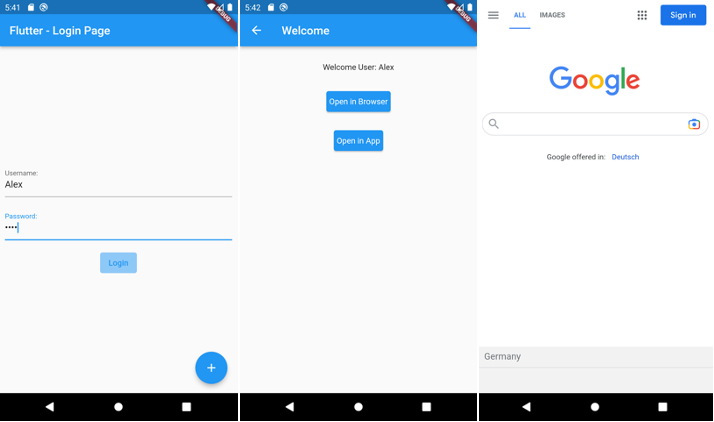 5:41
DEBUG
Flutter - Login Page
Username:
Alex
Password:
••••
Login
+
5:42
DEBUG
Welcome
Welcome User: Alex
Open in Browser
Open in App
ALL
IMAGES
Sign in
Google
Google offered in: Deutsch
Germany